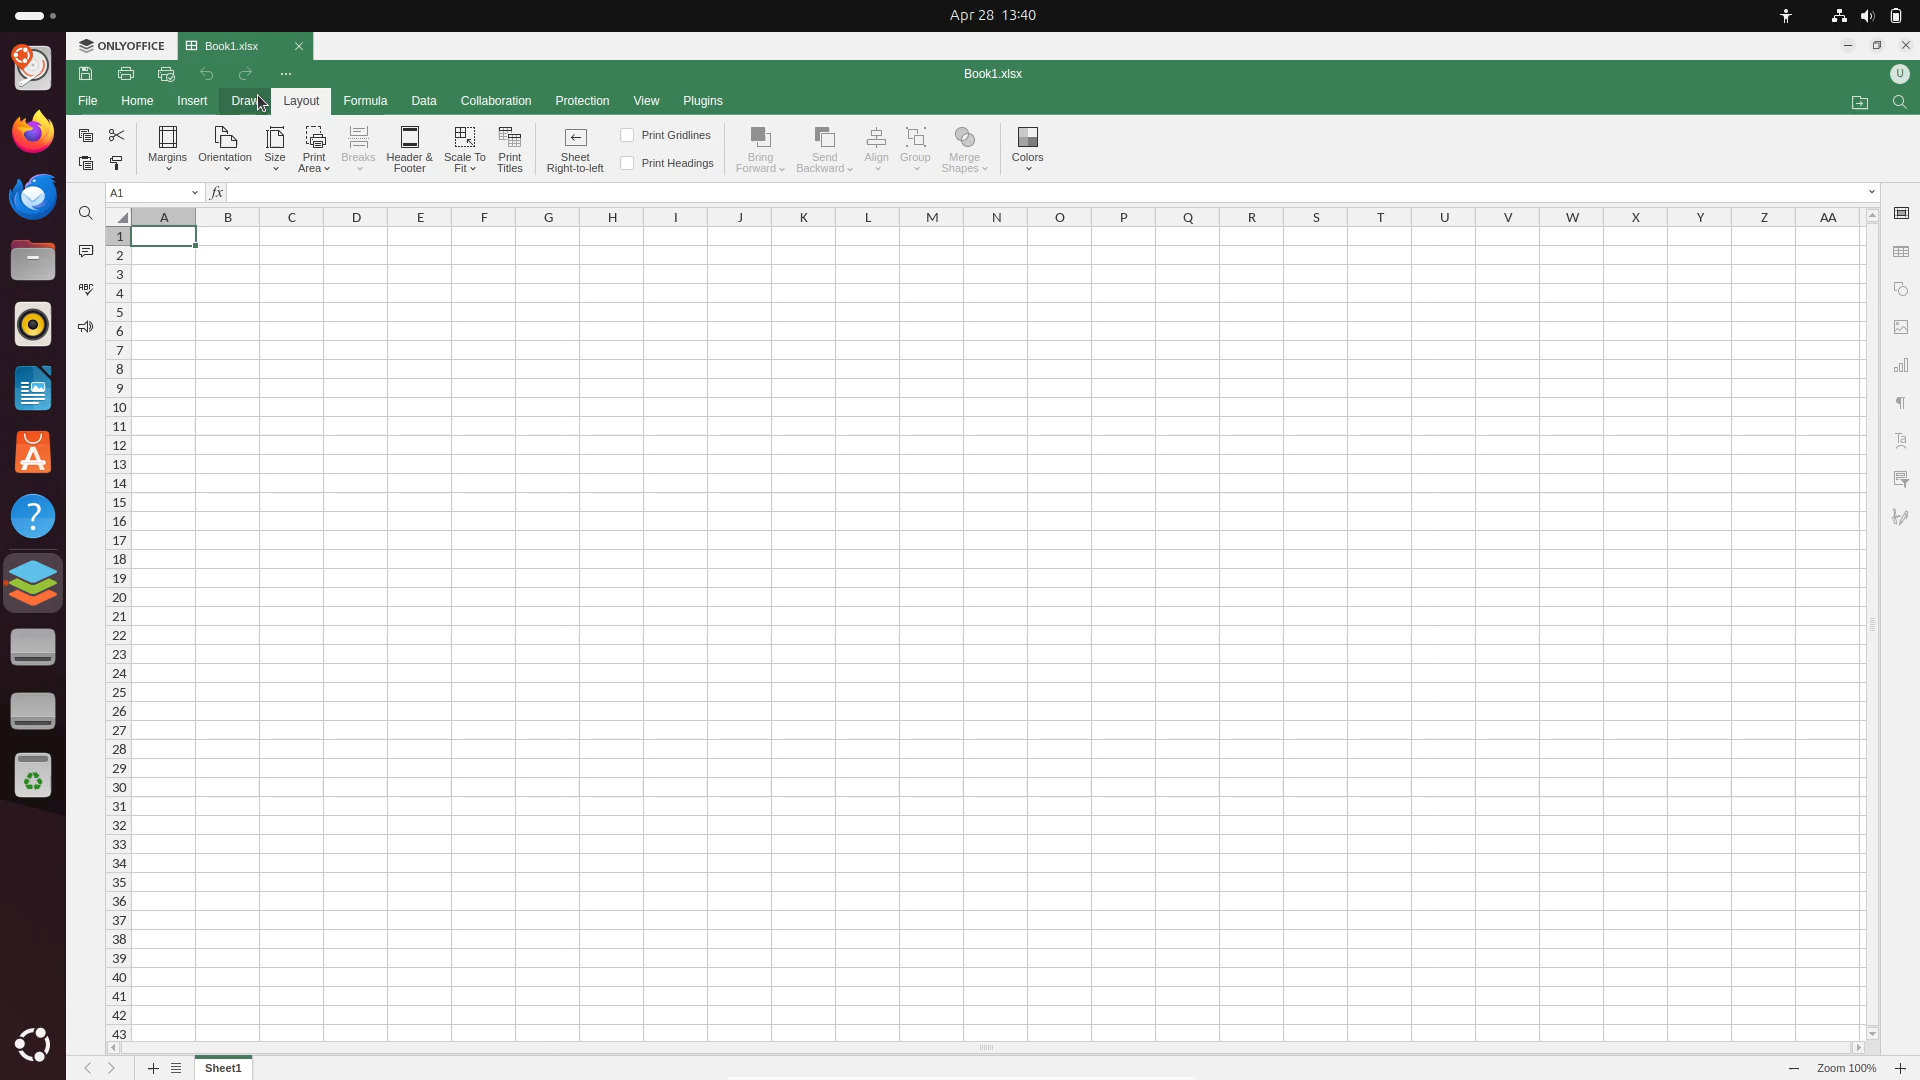 Apr 28 13:40
ONLYOFFICE
Book1.xlsx
Book1.xlsx
U
File
Home
Insert
Draw
Layout
Formula
Data
Collaboration
Protection
View
Plugins
Margins
Orientation
Size
Print
Area
Breaks
Header &
Footer
Scale To
Fit
Print
Titles
Sheet
Right-to-left
Print Gridlines
Print Headings
Bring
Forward
Send
Backward
Align
Group
Merge
Shapes
Colors
A1
fx
A B C D E F G H I J K L M N O P Q R S T U V W X Y Z AA
1
2
3
4
5
6
7
8
9
10
11
12
13
14
15
16
17
18
19
20
21
22
23
24
25
26
27
28
29
30
31
32
33
34
35
36
37
38
39
40
41
42
43
Sheet1
Zoom 100%